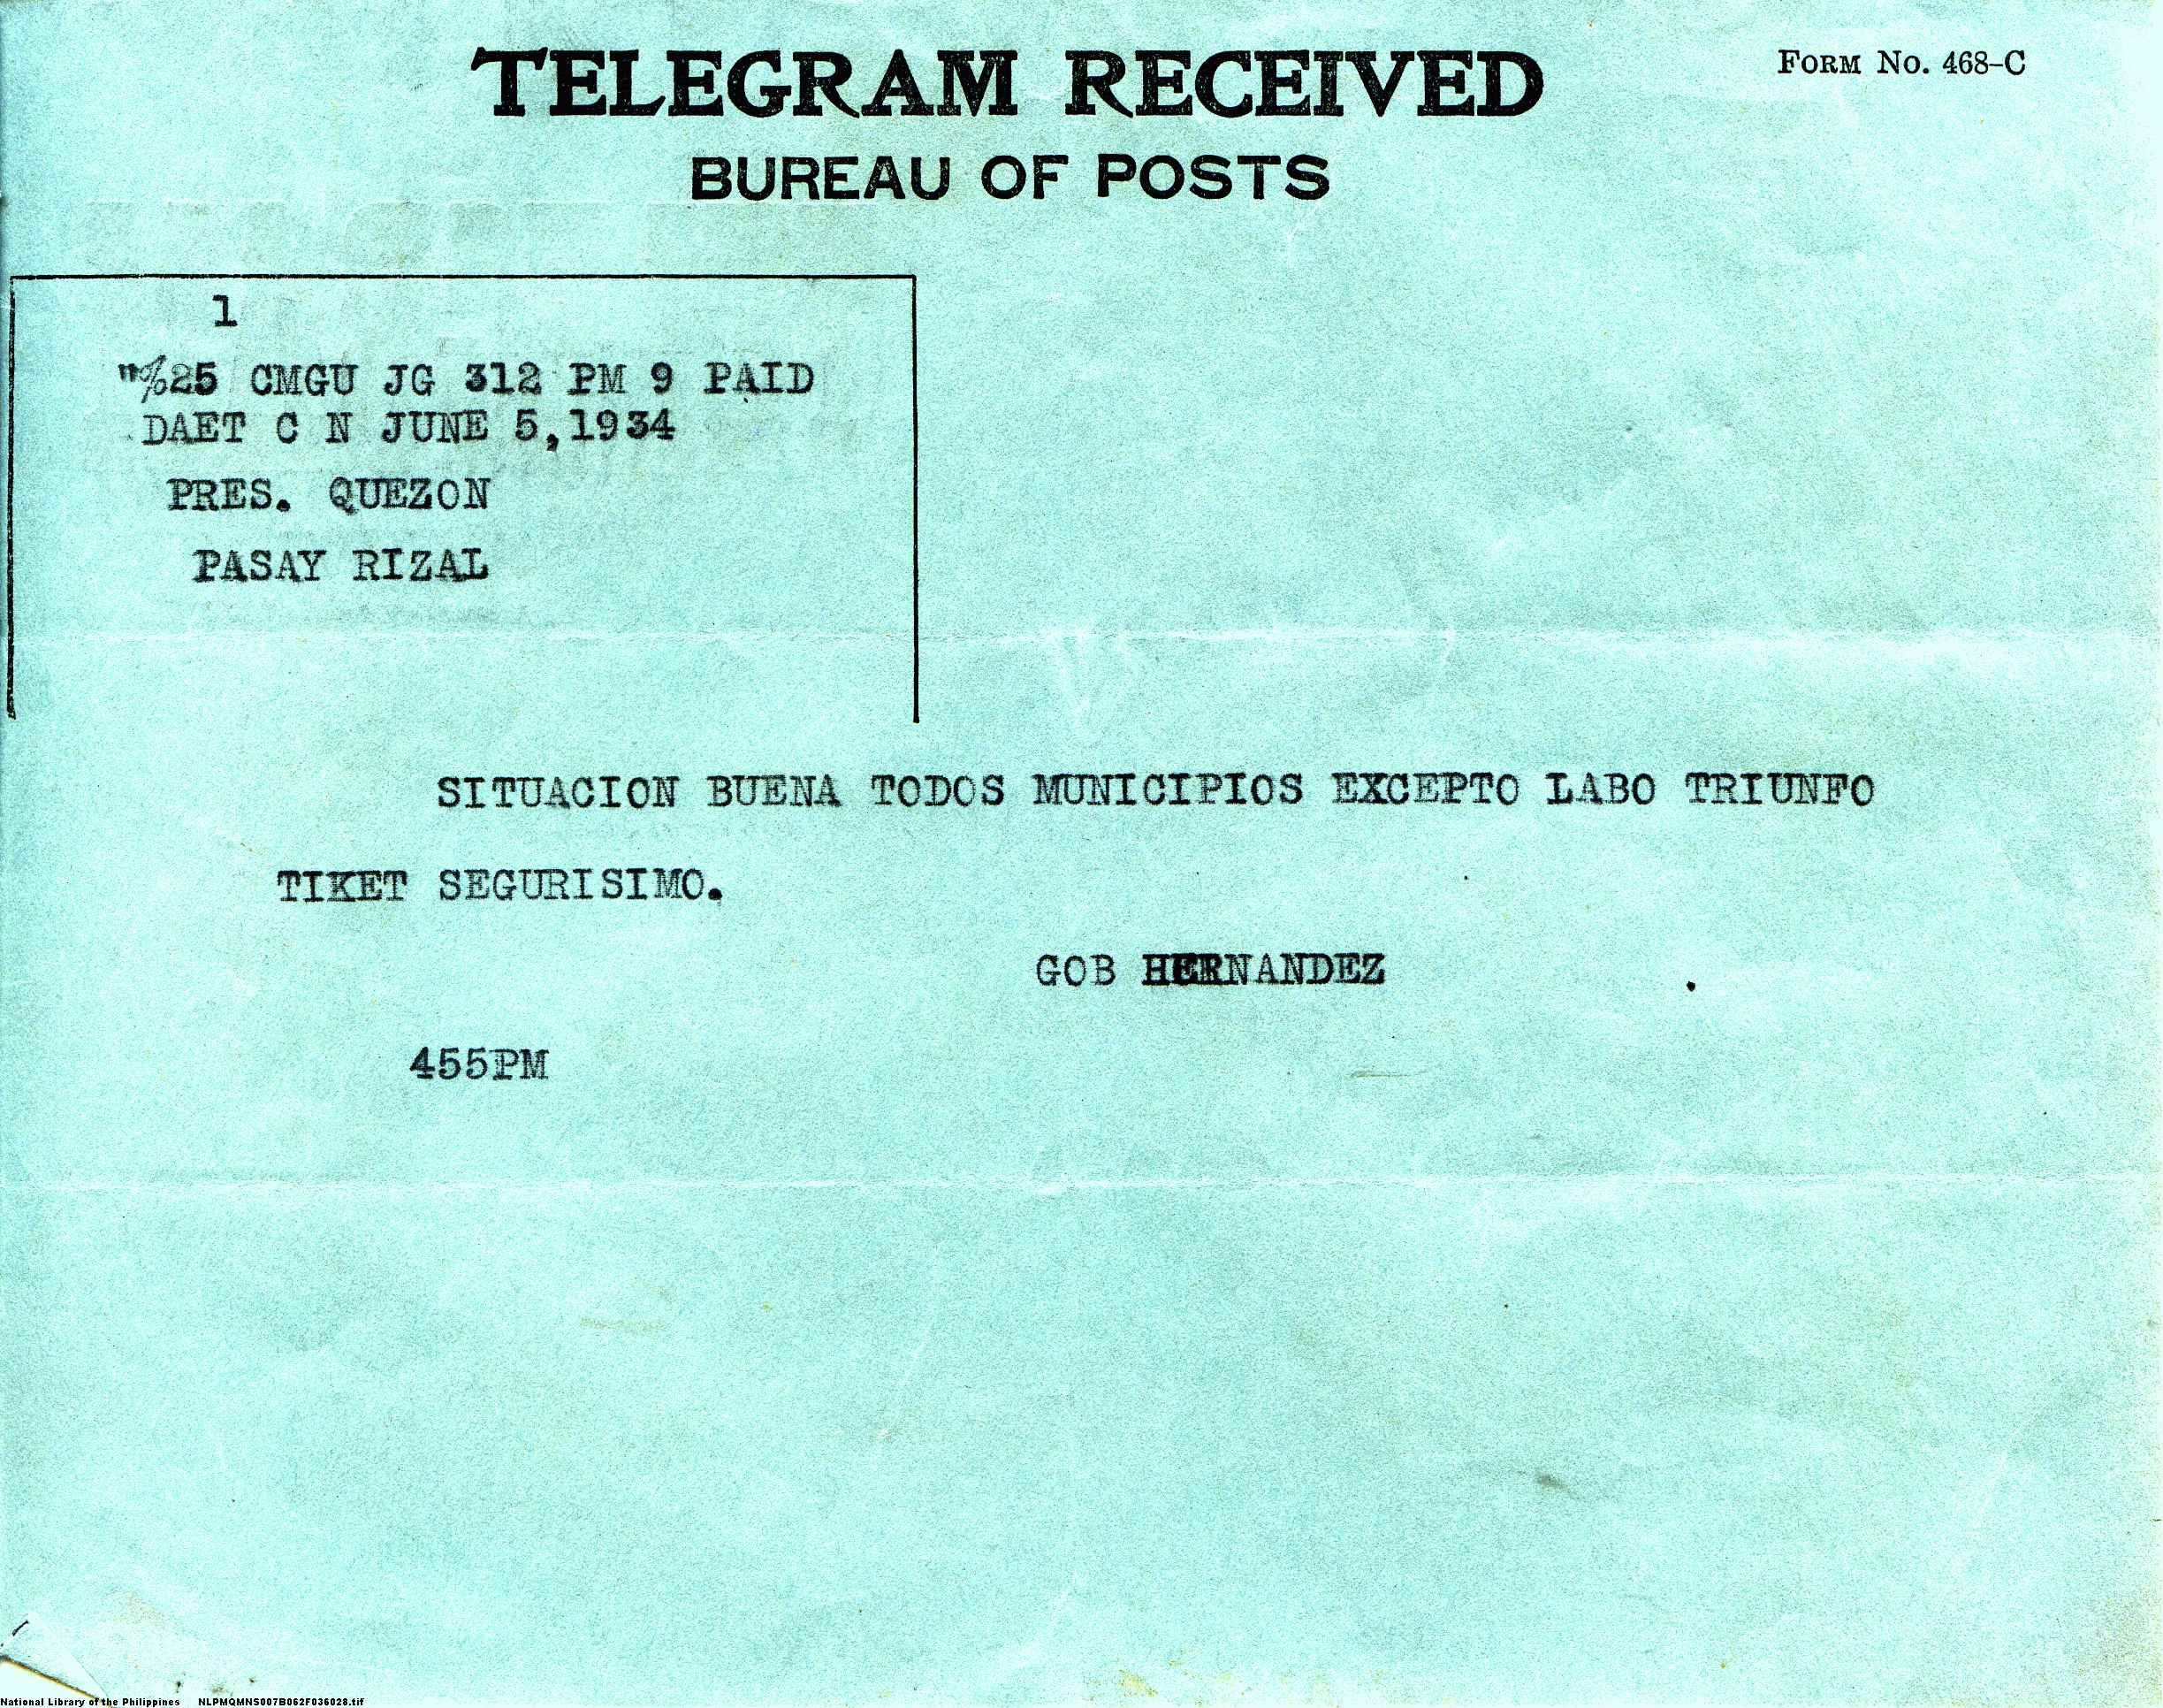 TELEGRAM RECEIVED
FORM No. 468-C
BUREAU OF POSTS
1
"%25 CMGU JG 312 PM 9 PAID
DAET C N JUNE 5,1934
PRES. QUEZON
PASAY RIZAL
SITUACION BUENA TODOS MUNICIPIOS EXCEPTO LABO TRIUNFO
TIKET SEGURISIMO.
GOB HERNANDEZ
455PM
National Library of the Philippines NLPMQMNS007B062F036028.tif